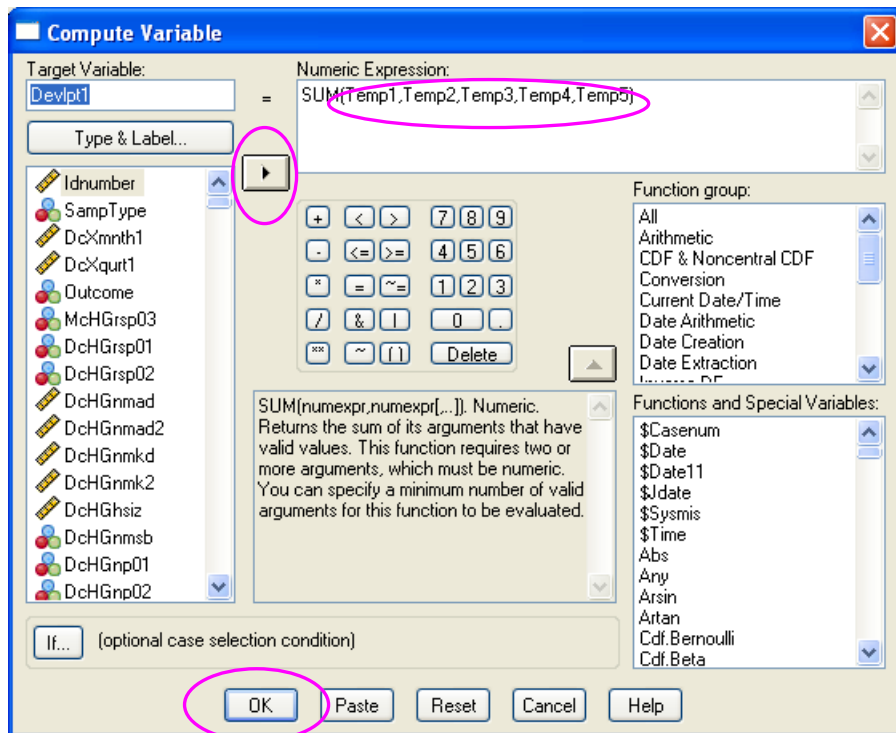 Compute Variable
Target Variable:
Numeric Expression:
Devlpt1
=
SUM(Temp1,Temp2,Temp3,Temp4,Temp5)
Type & Label...
Idnumber
SampType
DcXmnth1
DcXqurt1
Outcome
McHGrsp03
DcHGrsp01
DcHGrsp02
DcHGnmad
DcHGnmad2
DcHGnmkd
DcHGnmk2
DcHGhsiz
DcHGnmsb
DcHGnp01
DcHGnp02
+ < > 7 8 9
- <= >= 4 5 6
* = ~= 1 2 3
/ & | 0 .
** ~ ( ) Delete
SUM(numexpr,numexpr[,..]). Numeric.
Returns the sum of its arguments that have
valid values. This function requires two or
more arguments, which must be numeric.
You can specify a minimum number of valid
arguments for this function to be evaluated.
Function group:
All
Arithmetic
CDF & Noncentral CDF
Conversion
Current Date/Time
Date Arithmetic
Date Creation
Date Extraction
Inverse DF
Functions and Special Variables:
$Casenum
$Date
$Date11
$Jdate
$Sysmis
$Time
Abs
Any
Arsin
Artan
Cdf.Bernoulli
Cdf.Beta
If... (optional case selection condition)
OK Paste Reset Cancel Help